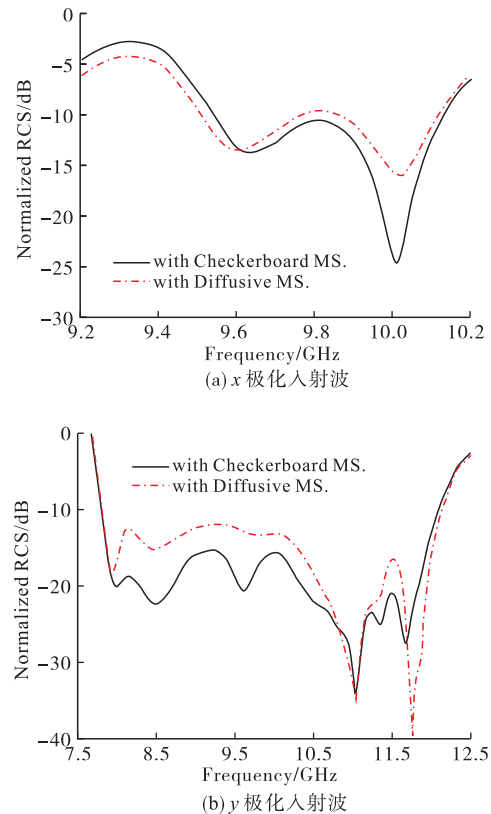 0
−5
−10
−15
−20
−25
−30
Normalized RCS/dB
with Checkerboard MS.
with Diffusive MS.
9.2 9.4 9.6 9.8 10.0 10.2
Frequency/GHz
(a) x 极化入射波
0
−10
−20
−30
−40
Normalized RCS/dB
with Checkerboard MS.
with Diffusive MS.
7.5 8.5 9.5 10.5 11.5 12.5
Frequency/GHz
(b) y 极化入射波